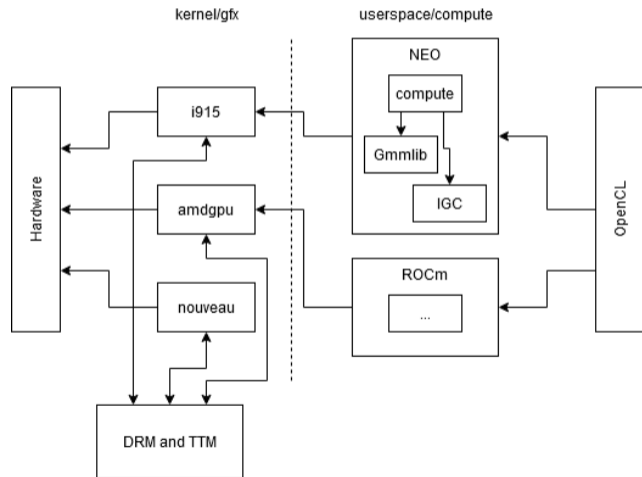 kernel/gfx
userspace/compute
NEO
compute
i915
Gmmlib
IGC
Hardware
amdgpu
OpenCL
ROCm
...
nouveau
DRM and TTM